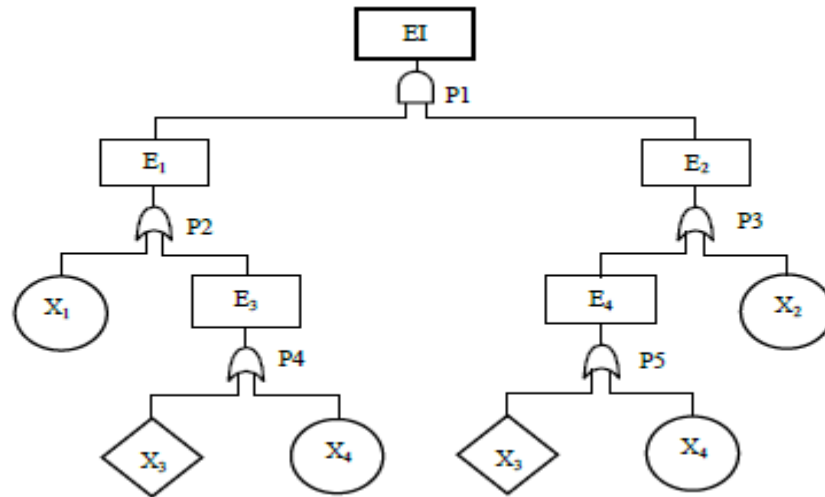 EI
P1
E₁
E₂
P2
P3
X₁
E₃
E₄
X₂
P4
P5
X₃
X₄
X₃
X₄